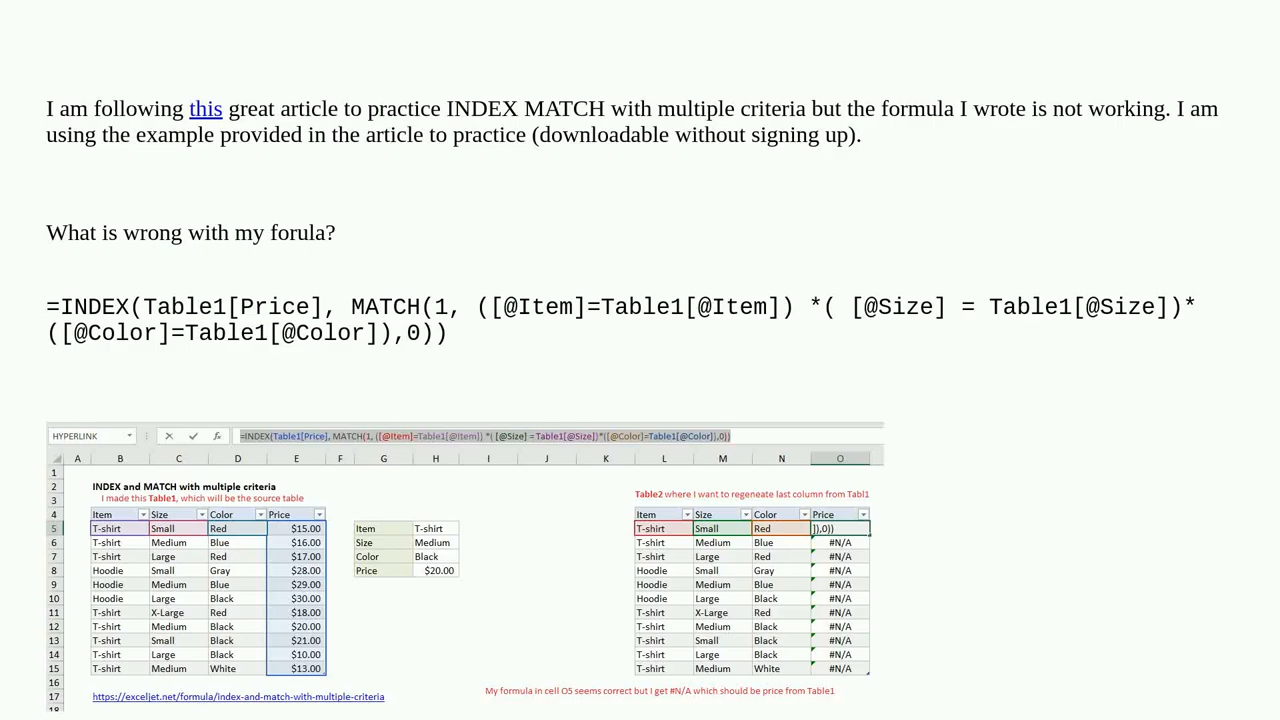 I am following this great article to practice INDEX MATCH with multiple criteria but the formula I wrote is not working. I am
using the example provided in the article to practice (downloadable without signing up).
What is wrong with my forula?
=INDEX(Table1[Price], MATCH(1, ([@Item]=Table1[@Item]) *( [@Size] = Table1[@Size])*
([@Color]=Table1[@Color]),0))
HYPERLINK =INDEX(Table1[Price], MATCH(1, ([@Item]=Table1[@Item]) *( [@Size] = Table1[@Size])*([@Color]=Table1[@Color]),0))
A B C D E F G H I J K L M N O
1
2 INDEX and MATCH with multiple criteria
3 I made this Table1, which will be the source table Table2 where I want to regeneate last column from Tabl1
4 Item Size Color Price Item Size Color Price
5 T-shirt Small Red $15.00 Item T-shirt T-shirt Small Red ]),0))
6 T-shirt Medium Blue $16.00 Size Medium T-shirt Medium Blue #N/A
7 T-shirt Large Red $17.00 Color Black T-shirt Large Red #N/A
8 Hoodie Small Gray $28.00 Price $20.00 Hoodie Small Gray #N/A
9 Hoodie Medium Blue $29.00 Hoodie Medium Blue #N/A
10 Hoodie Large Black $30.00 Hoodie Large Black #N/A
11 T-shirt X-Large Red $18.00 T-shirt X-Large Red #N/A
12 T-shirt Medium Black $20.00 T-shirt Medium Black #N/A
13 T-shirt Small Black $21.00 T-shirt Small Black #N/A
14 T-shirt Large Black $10.00 T-shirt Large Black #N/A
15 T-shirt Medium White $13.00 T-shirt Medium White #N/A
16
17 https://exceljet.net/formula/index-and-match-with-multiple-criteria My formula in cell O5 seems correct but I get #N/A which should be price from Table1
18